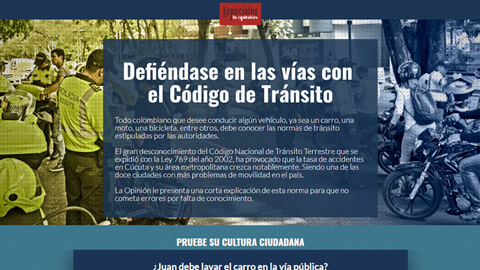 Especiales
la opinión
Defiéndase en las vías con
el Código de Tránsito
Todo colombiano que desee conducir algún vehículo, ya sea un carro, una
moto, una bicicleta, entre otros, debe conocer las normas de tránsito
estipuladas por las autoridades.
El gran desconocimiento del Código Nacional de Tránsito Terrestre que se
expidió con la Ley 769 del año 2002, ha provocado que la tasa de accidentes
en Cúcuta y su área metropolitana crezca notablemente. Siendo una de las
doce ciudades con más problemas de movilidad en el país.
La Opinión le presenta una corta explicación de esta norma para que no
cometa errores por falta de conocimiento.
PRUEBE SU CULTURA CIUDADANA
¿Juan debe lavar el carro en la vía pública?